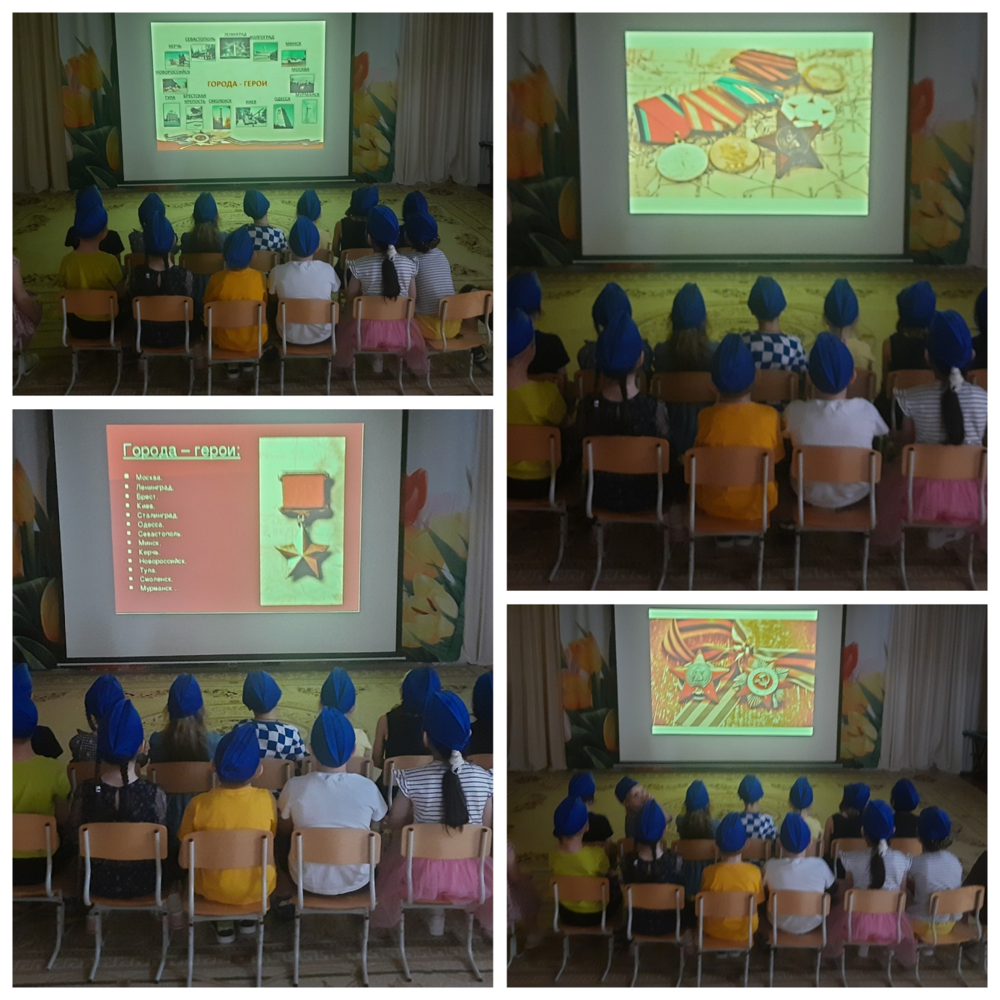 ЛЕНИНГРАД
СЕВАСТОПОЛЬ
ВОЛГОГРАД
КЕРЧЬ
МИНСК
НОВОРОССИЙСК
МОСКВА
ГОРОДА - ГЕРОИ
МУРМАНСК
ТУЛА
БРЕСТСКАЯ
КРЕПОСТЬ
СМОЛЕНСК
КИЕВ
ОДЕССА
Города – герои:
Москва.
Ленинград.
Брест.
Киев.
Сталинград.
Одесса.
Севастополь.
Минск.
Керчь.
Новороссийск.
Тула.
Смоленск.
Мурманск ...